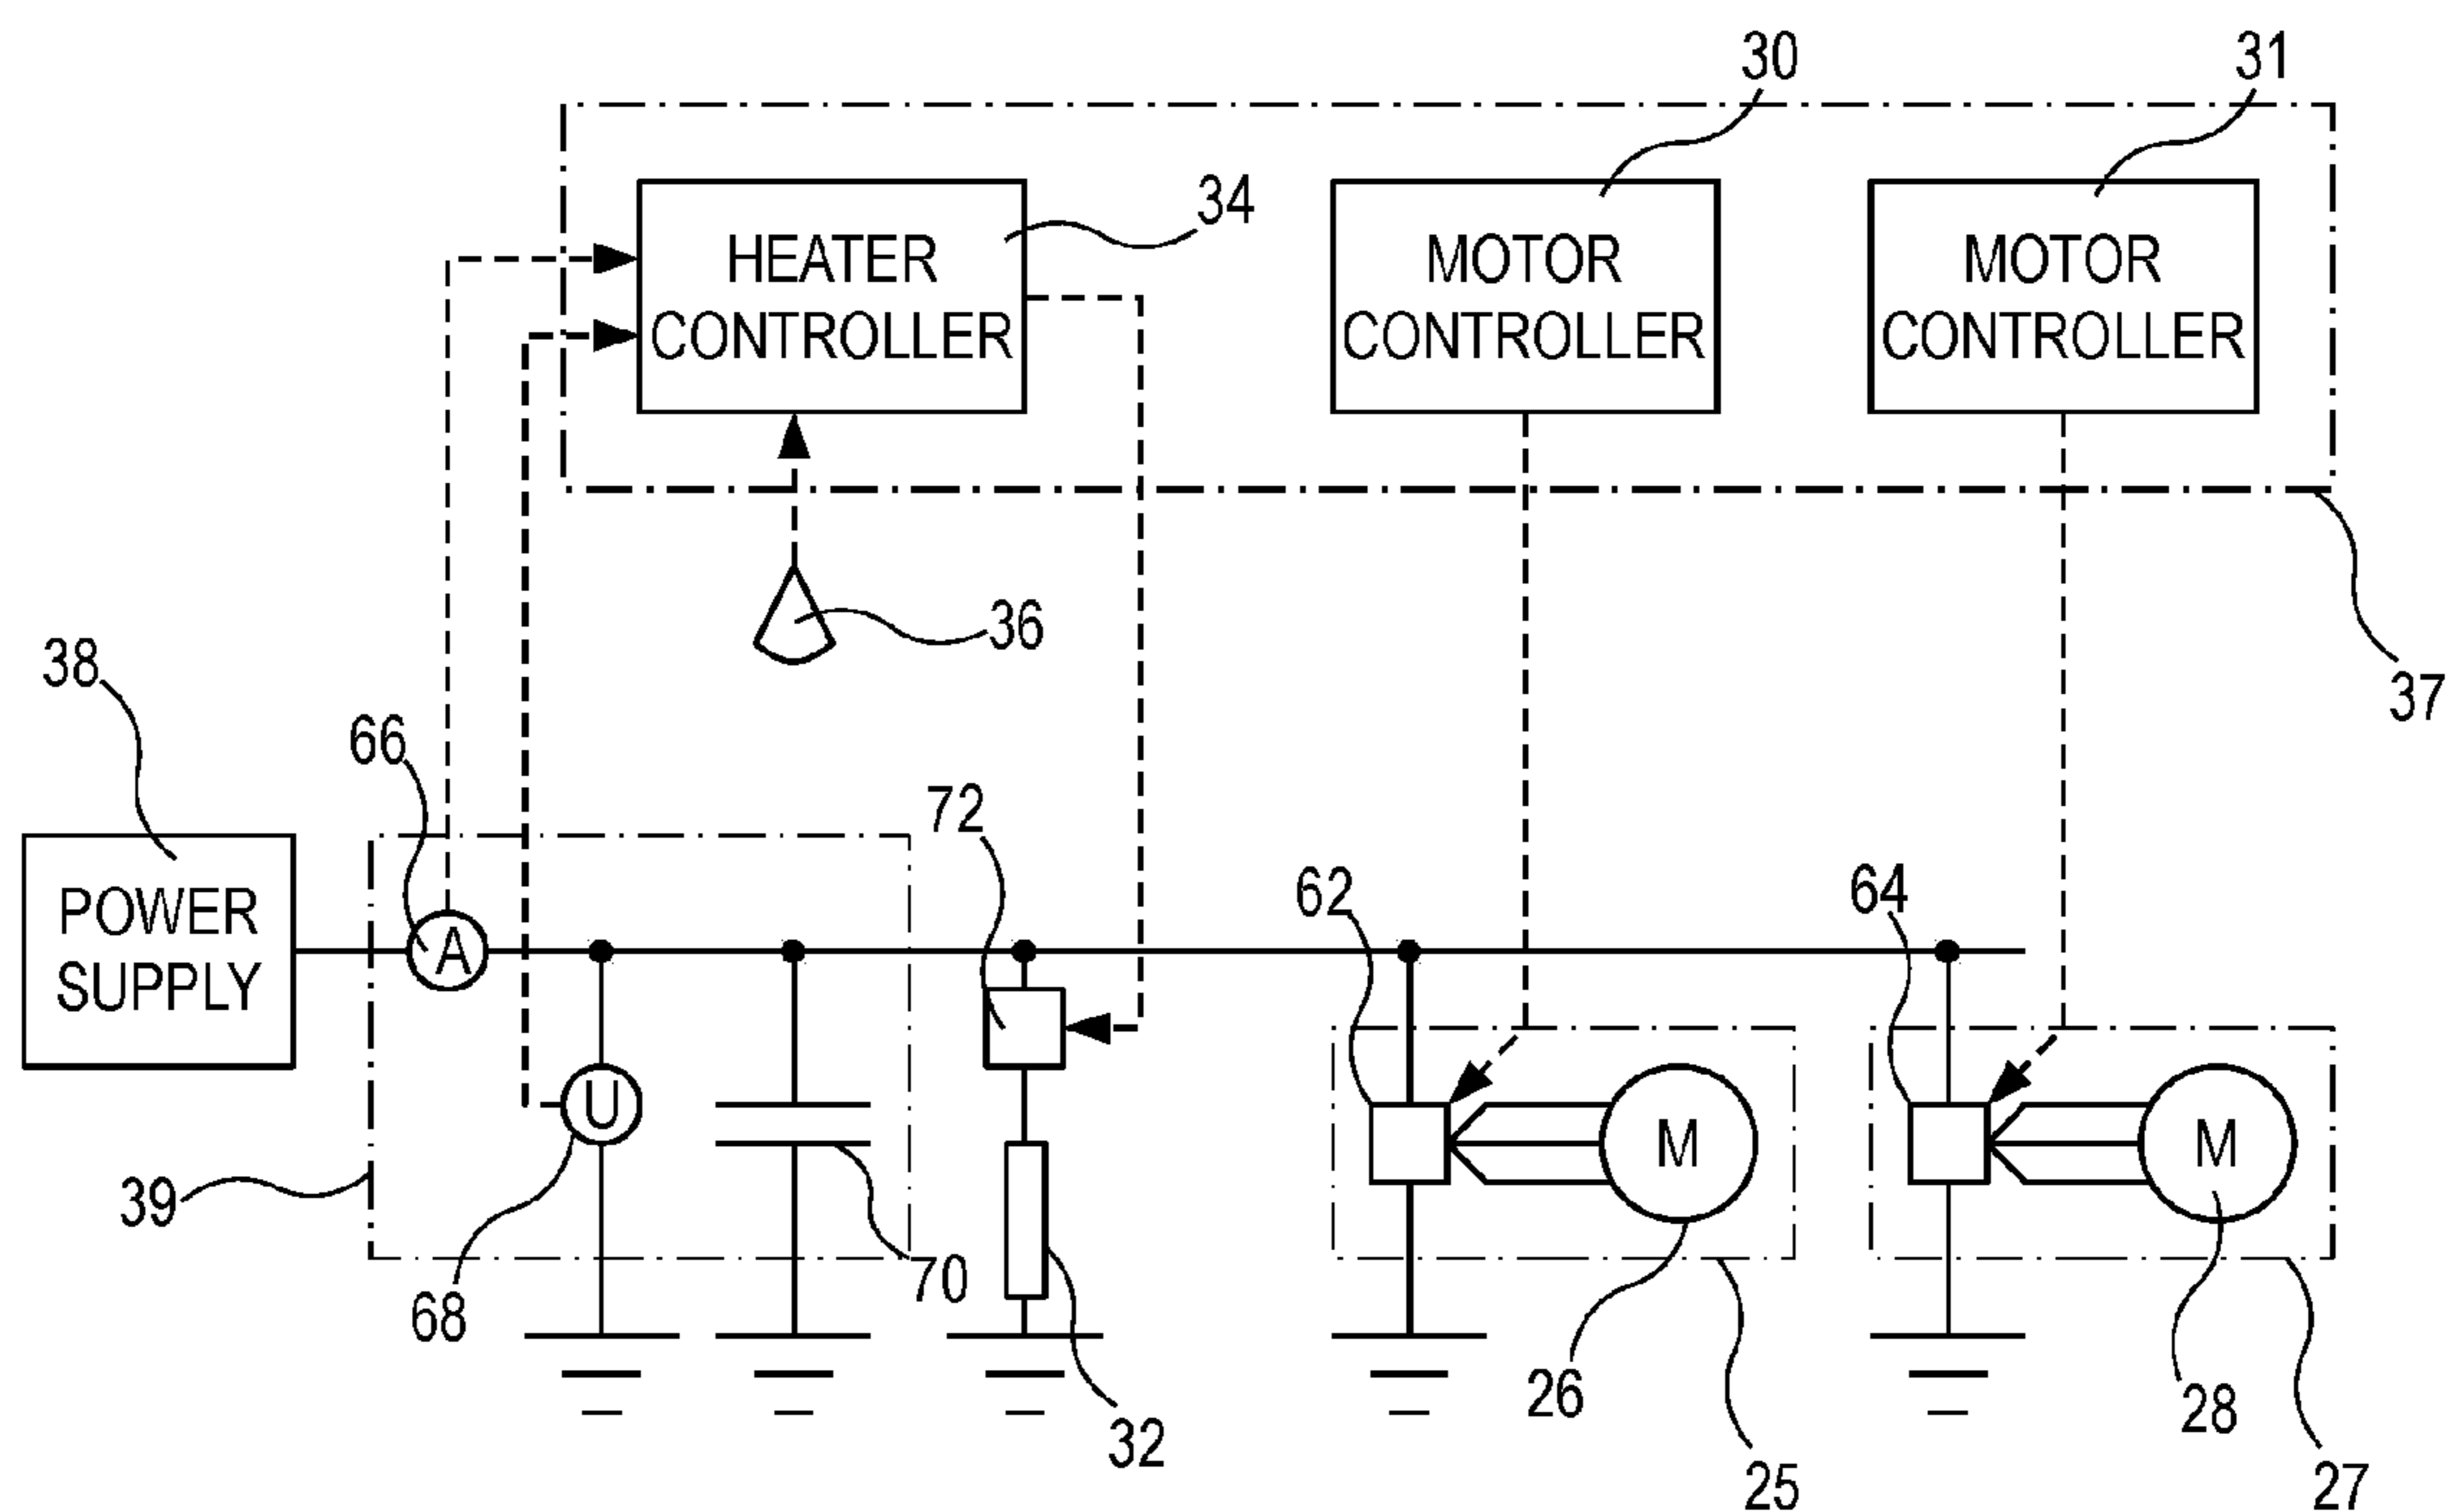 30
31
34
HEATER
CONTROLLER
MOTOR
CONTROLLER
MOTOR
CONTROLLER
36
37
38
66
72
62
64
POWER
SUPPLY
A
U
M
M
39
68
70
32
26
28
25
27